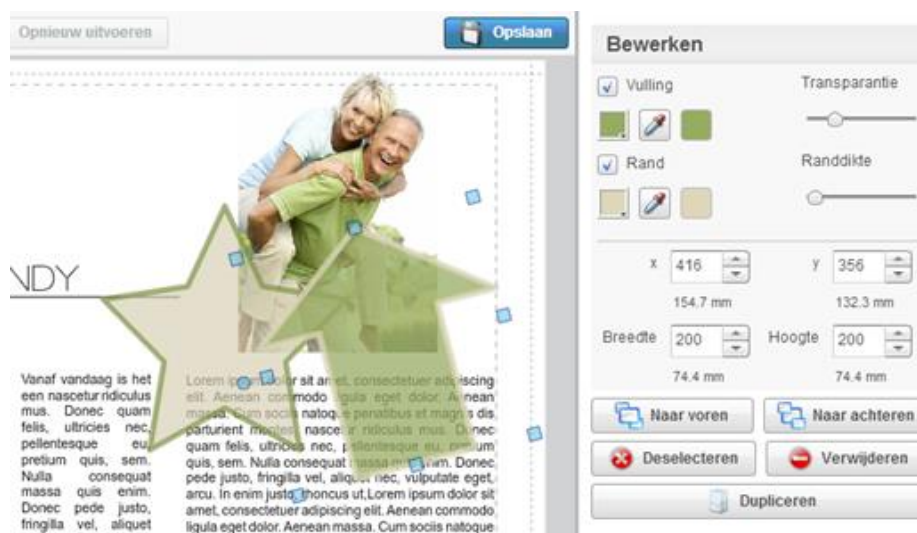 Opnieuw uitvoeren
Opslaan
NDY
Vanaf vandaag is het
een nascetur ridiculus
mus. Donec quam
felis, ultricies nec,
pellentesque eu,
pretium quis, sem.
Nulla consequat
massa quis enim.
Donec pede justo,
fringilla vel, aliquet
Lorem sit consectetuer adipiscing
elit. Aenean commodo ligula eget dolor. Aenean
massa. Cum sociis natoque penatibus et magnis dis
parturient montes, nascetur ridiculus mus. Donec
quam felis, ultricies nec, pellentesque eu, pretium
quis, sem. Nulla consequat massa enim. Donec
pede justo, fringilla vel, aliquet nec, vulputate eget,
arcu. In enim justo, rhoncus ut,Lorem ipsum dolor sit
amet, consectetuer adipiscing elit. Aenean commodo
ligula eget dolor. Aenean massa. Cum sociis natoque
Bewerken
Vulling
Transparantie
Rand
Randdikte
x 416 y 356
154.7 mm 132.3 mm
Breedte 200 Hoogte 200
74.4 mm 74.4 mm
Naar voren
Naar achteren
Deselecteren
Verwijderen
Dupliceren